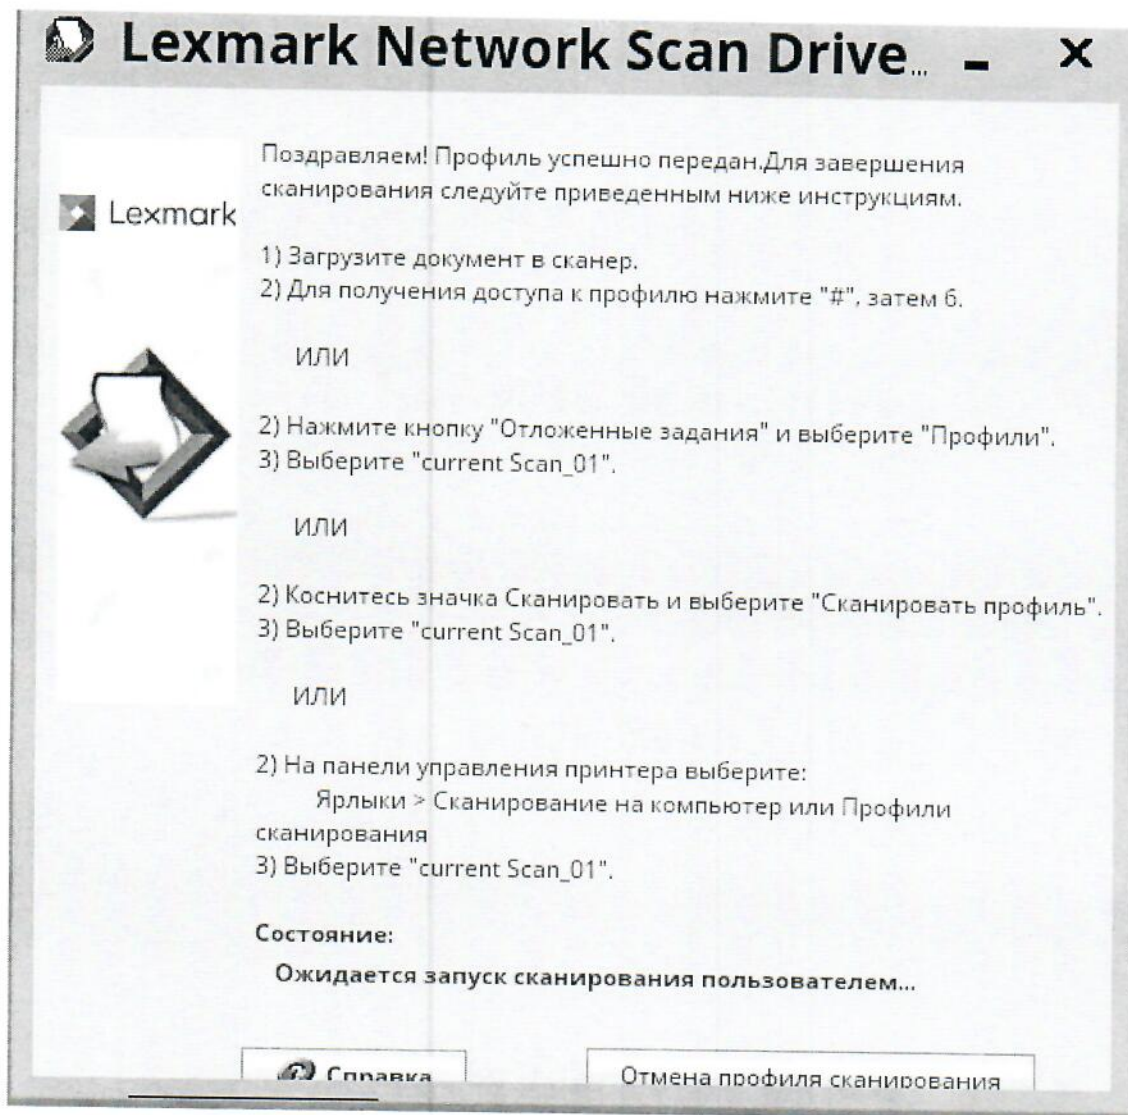 Lexmark Network Scan Drive...
Поздравляем! Профиль успешно передан.Для завершения
сканирования следуйте приведенным ниже инструкциям.
Lexmark
1) Загрузите документ в сканер.
2) Для получения доступа к профилю нажмите "#", затем 6.
ИЛИ
2) Нажмите кнопку "Отложенные задания" и выберите "Профили".
3) Выберите "current Scan_01".
ИЛИ
2) Коснитесь значка Сканировать и выберите "Сканировать профиль".
3) Выберите "current Scan_01".
ИЛИ
2) На панели управления принтера выберите:
Ярлыки > Сканирование на компьютер или Профили
сканирования
3) Выберите "current Scan_01".
Состояние:
Ожидается запуск сканирования пользователем...
Справка
Отмена профиля сканирования